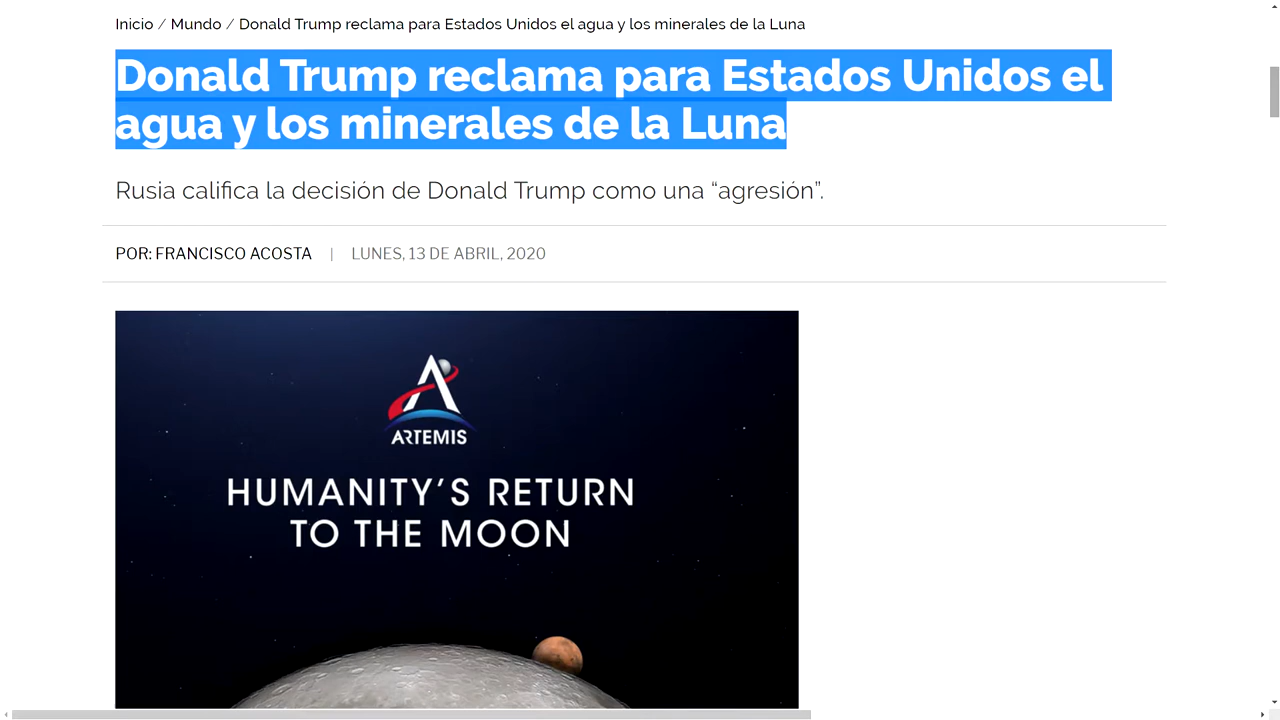 Inicio / Mundo / Donald Trump reclama para Estados Unidos el agua y los minerales de la Luna
Donald Trump reclama para Estados Unidos el
agua y los minerales de la Luna
Rusia califica la decisión de Donald Trump como una “agresión”.
POR: FRANCISCO ACOSTA | LUNES, 13 DE ABRIL, 2020
ARTEMIS
HUMANITY’S RETURN
TO THE MOON